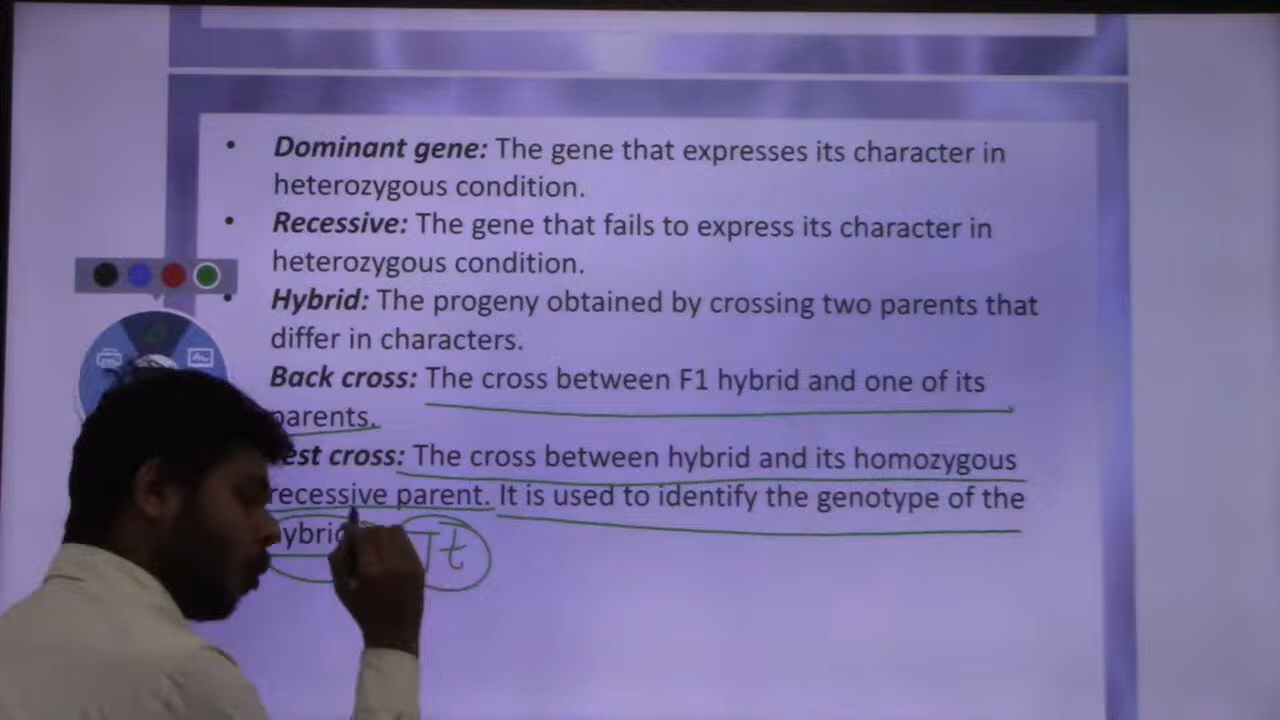 • Dominant gene: The gene that expresses its character in
heterozygous condition.
• Recessive: The gene that fails to express its character in
heterozygous condition.
• Hybrid: The progeny obtained by crossing two parents that
differ in characters.
Back cross: The cross between F1 hybrid and one of its
parents.
est cross: The cross between hybrid and its homozygous
recessive parent. It is used to identify the genotype of the
hybrid
Tt